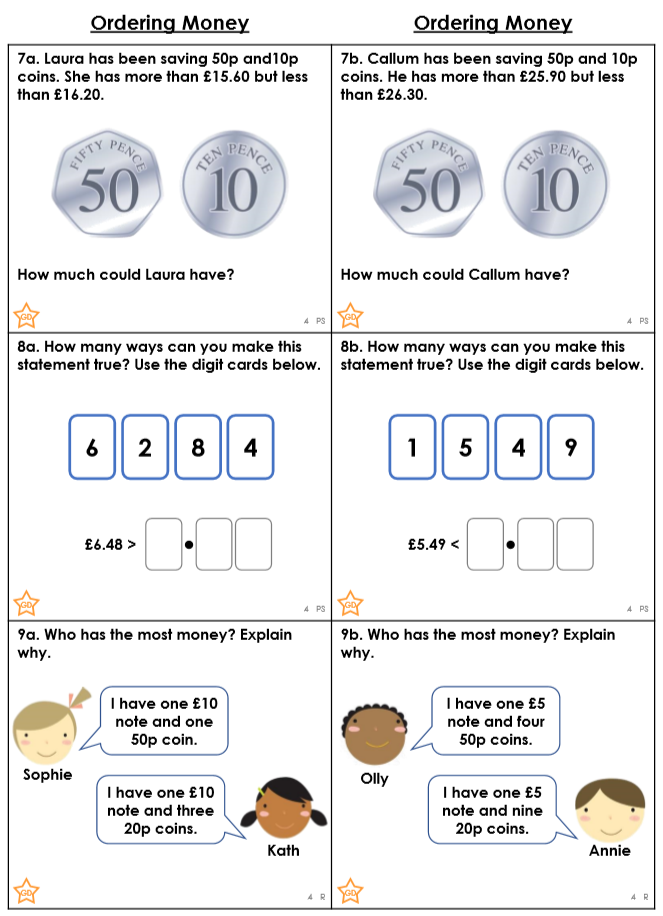 Ordering Money
Ordering Money
7a. Laura has been saving 50p and10p
coins. She has more than £15.60 but less
than £16.20.
FIFTY PENCE
50
TEN PENCE
10
How much could Laura have?
GD
4 PS
7b. Callum has been saving 50p and 10p
coins. He has more than £25.90 but less
than £26.30.
FIFTY PENCE
50
TEN PENCE
10
How much could Callum have?
GD
4 PS
8a. How many ways can you make this
statement true? Use the digit cards below.
6 2 8 4
£6.48 > .
GD
4 PS
8b. How many ways can you make this
statement true? Use the digit cards below.
1 5 4 9
£5.49 < .
GD
4 PS
9a. Who has the most money? Explain
why.
I have one £10
note and one
50p coin.
Sophie
I have one £10
note and three
20p coins.
Kath
GD
4 R
9b. Who has the most money? Explain
why.
I have one £5
note and four
50p coins.
Olly
I have one £5
note and nine
20p coins.
Annie
GD
4 R